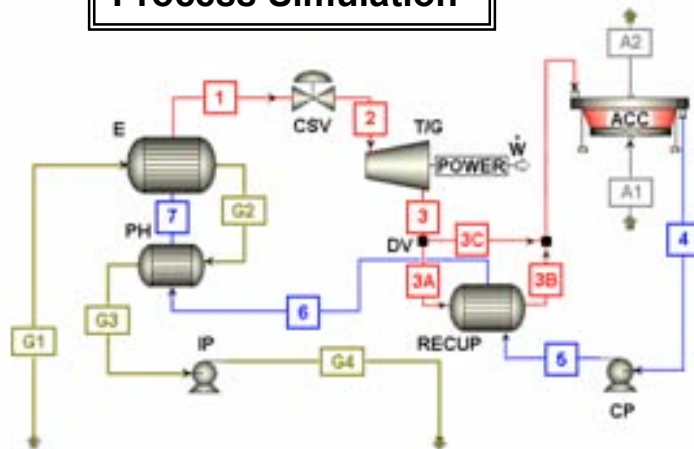 Process Simulation
A2
1
2
CSV
E
T/G
ACC
Ẇ
POWER
G2
7
A1
PH
3
DV
3C
4
3A
3B
G3
6
G1
IP
RECUP
G4
5
CP